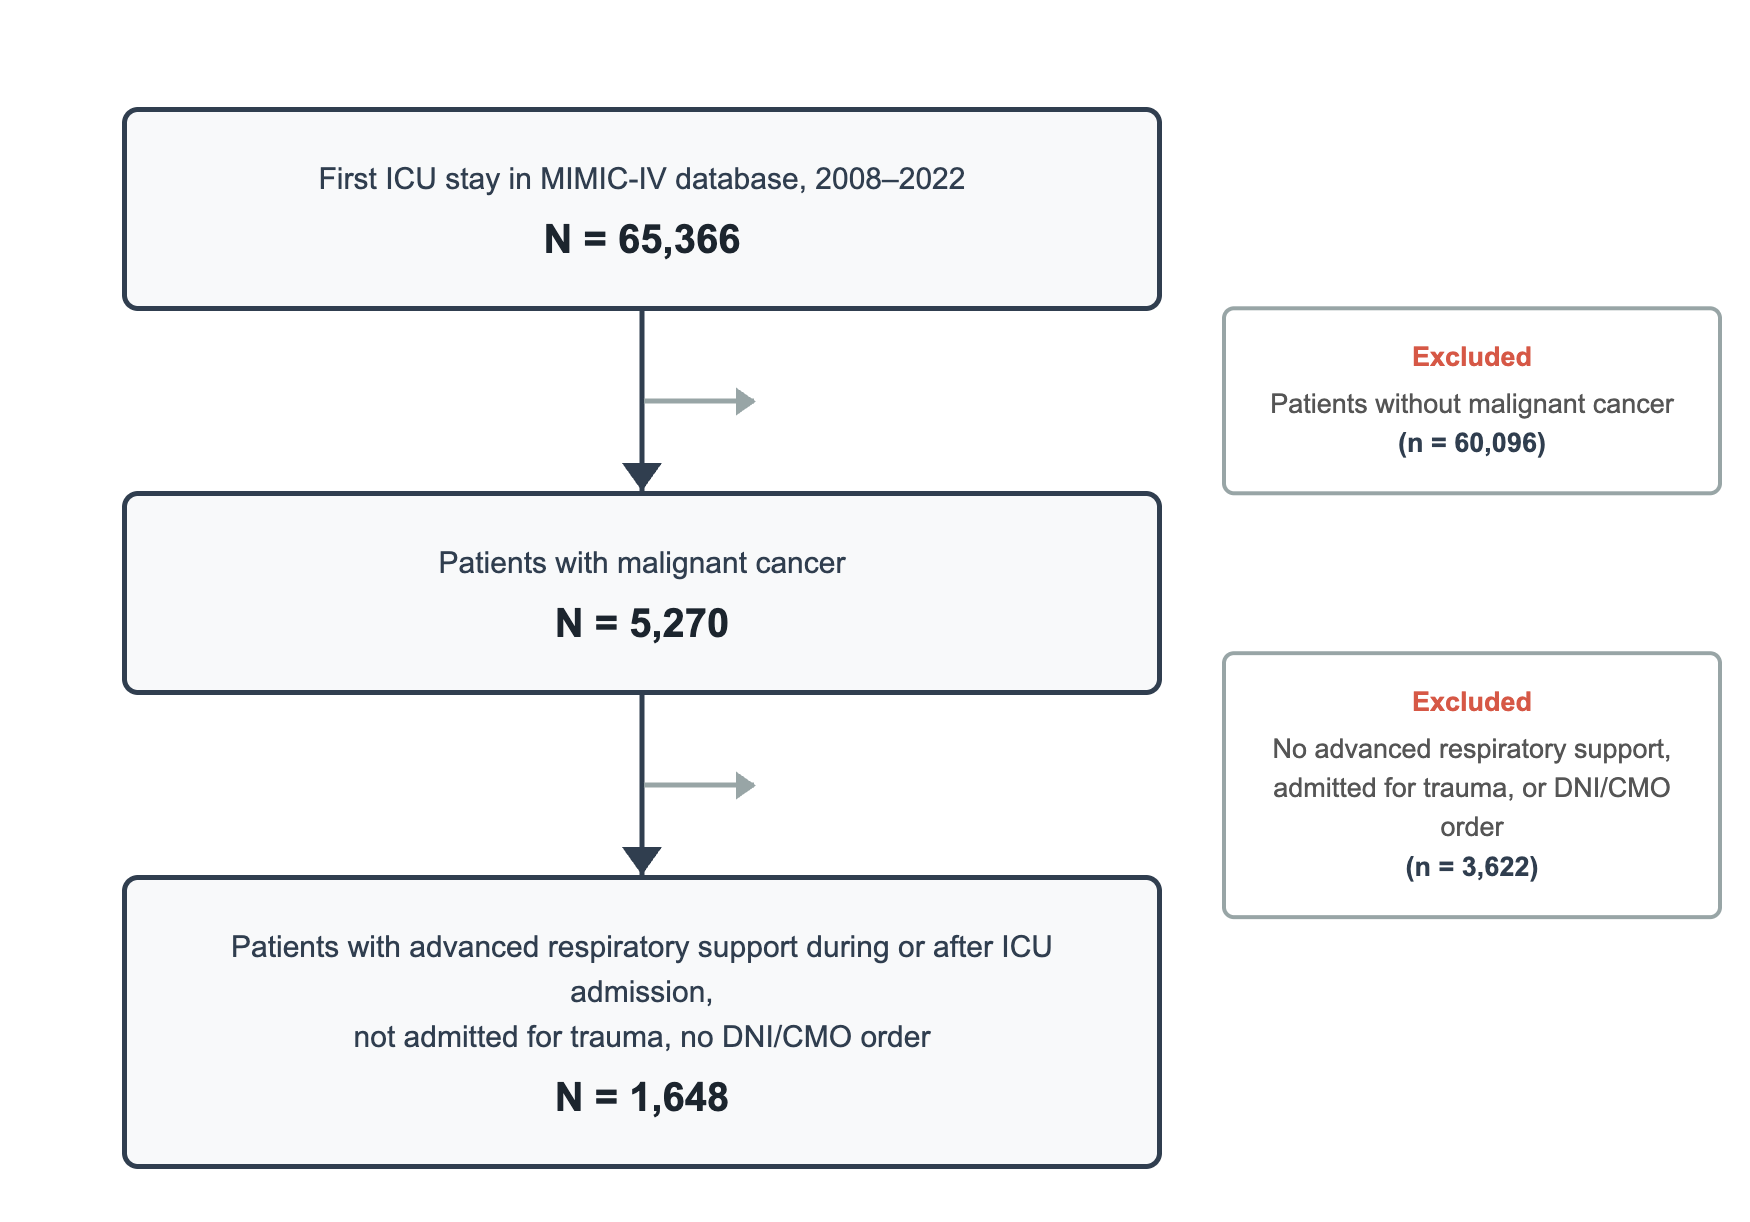 First ICU stay in MIMIC-IV database, 2008–2022
N = 65,366
Excluded
Patients without malignant cancer
(n = 60,096)
Patients with malignant cancer
N = 5,270
Excluded
No advanced respiratory support,
admitted for trauma, or DNI/CMO
order
(n = 3,622)
Patients with advanced respiratory support during or after ICU
admission,
not admitted for trauma, no DNI/CMO order
N = 1,648